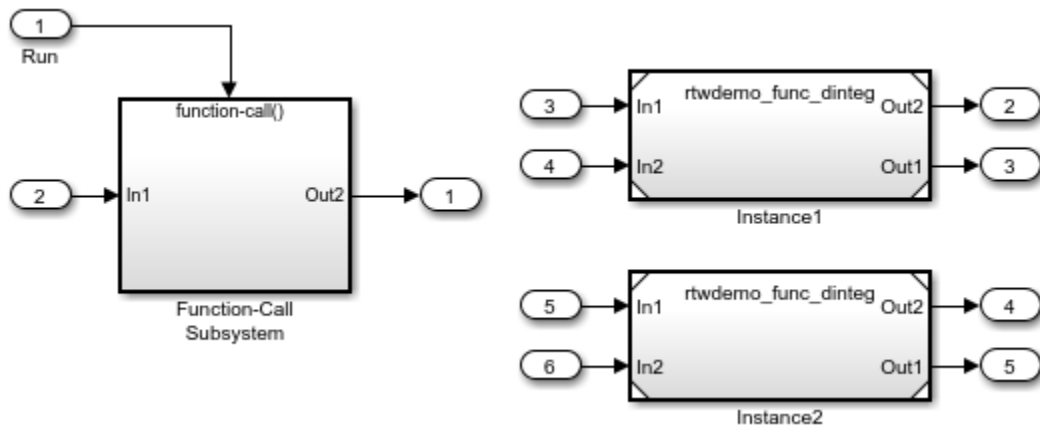 1
Run
function-call()
2
In1
Out2
1
Function-Call
Subsystem
rtwdemo_func_dinteg
3
In1
Out2
2
4
In2
Out1
3
Instance1
rtwdemo_func_dinteg
5
In1
Out2
4
6
In2
Out1
5
Instance2